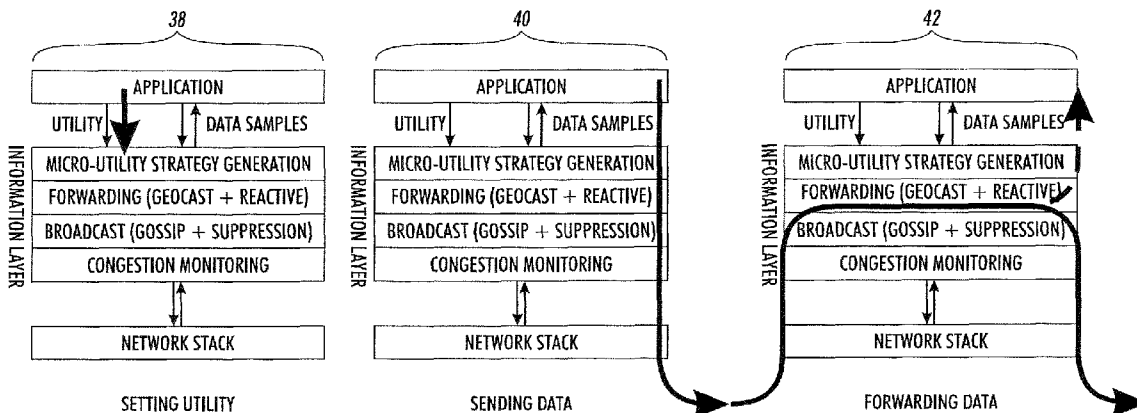 38
APPLICATION
UTILITY
DATA SAMPLES
INFORMATION LAYER
MICRO-UTILITY STRATEGY GENERATION
FORWARDING (GEOCAST + REACTIVE)
BROADCAST (GOSSIP + SUPPRESSION)
CONGESTION MONITORING
NETWORK STACK
SETTING UTILITY
40
APPLICATION
UTILITY
DATA SAMPLES
INFORMATION LAYER
MICRO-UTILITY STRATEGY GENERATION
FORWARDING (GEOCAST + REACTIVE)
BROADCAST (GOSSIP + SUPPRESSION)
CONGESTION MONITORING
NETWORK STACK
SENDING DATA
42
APPLICATION
UTILITY
DATA SAMPLES
INFORMATION LAYER
MICRO-UTILITY STRATEGY GENERATION
FORWARDING (GEOCAST + REACTIVE)
BROADCAST (GOSSIP + SUPPRESSION)
CONGESTION MONITORING
NETWORK STACK
FORWARDING DATA